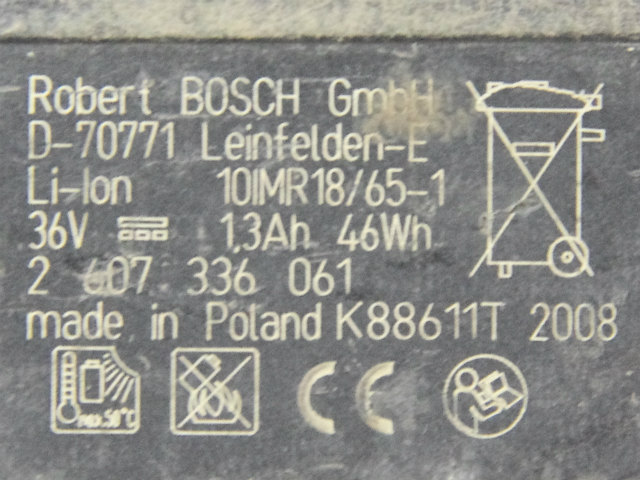 Robert BOSCH GmbH
D-70771 Leinfelden-E
Li-Ion 10IMR18/65-1
36V 1,3Ah 46Wh
2 607 336 061
made in Poland K88611T 2008
max.50°C
CE